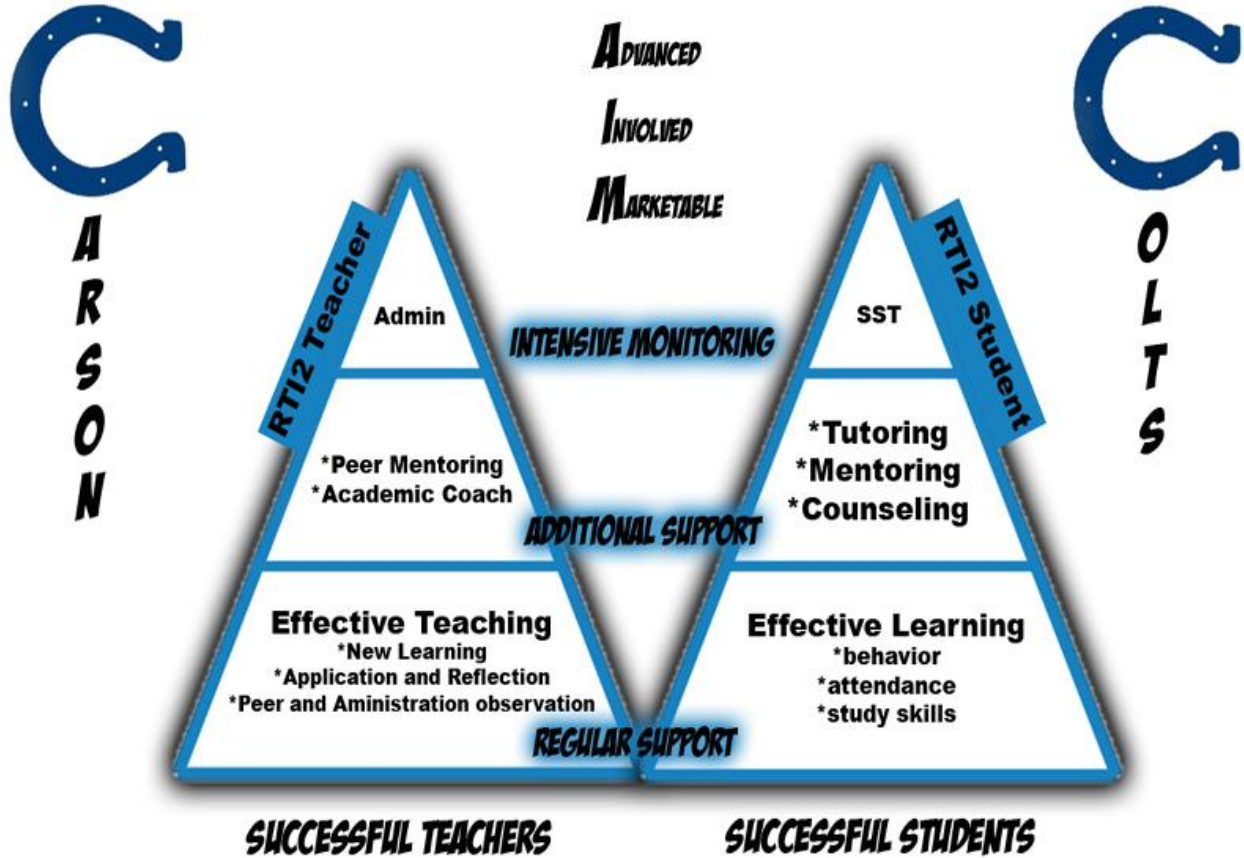 ADVANCED
INVOLVED
MARKETABLE
CARSON
COLTS
RTI2 Teacher
RTI2 Student
Admin
INTENSIVE MONITORING
SST
*Peer Mentoring
*Academic Coach
*Tutoring
*Mentoring
*Counseling
ADDITIONAL SUPPORT
Effective Teaching
*New Learning
*Application and Reflection
*Peer and Aministration observation
Effective Learning
*behavior
*attendance
*study skills
REGULAR SUPPORT
SUCCESSFUL TEACHERS
SUCCESSFUL STUDENTS